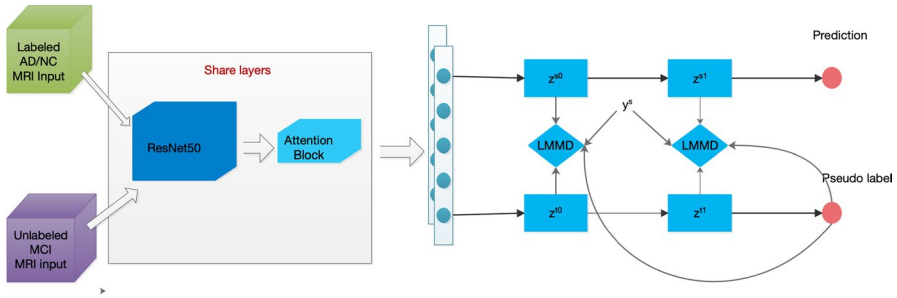 Labeled
AD/NC
MRI Input
Share layers
ResNet50
Attention
Block
Unlabeled
MCI
MRI input
Prediction
z^s0
z^s1
y^s
LMMD
LMMD
Pseudo label
z^t0
z^t1